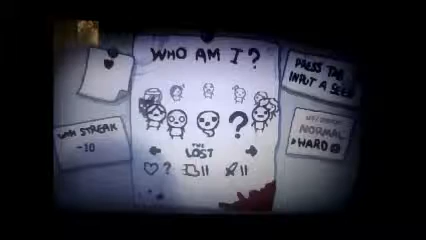 WHO AM I?
PRESS TAB
INPUT A SEED
WIN STREAK
-10
NORMAL
HARD
THE
LOST
?